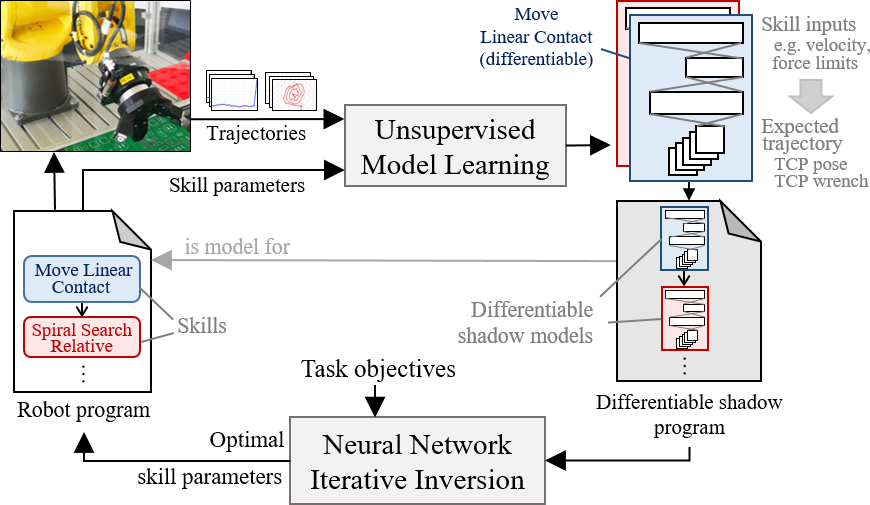 Move
Linear Contact
(differentiable)
Skill inputs
e.g. velocity,
force limits
Expected
trajectory
TCP pose
TCP wrench
Trajectories
Skill parameters
Unsupervised
Model Learning
is model for
Move Linear
Contact
Spiral Search
Relative
Skills
Robot program
Differentiable
shadow models
Differentiable shadow
program
Task objectives
Neural Network
Iterative Inversion
Optimal
skill parameters